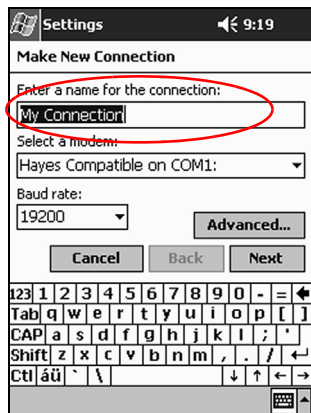 Settings 9:19
Make New Connection
Enter a name for the connection:
My Connection
Select a modem:
Hayes Compatible on COM1:
Baud rate:
19200
Advanced...
Cancel Back Next
123 1 2 3 4 5 6 7 8 9 0 - =
Tab q w e r t y u i o p [ ]
CAP a s d f g h j k l ; '
Shift z x c v b n m , . /
Ctl áü ` \